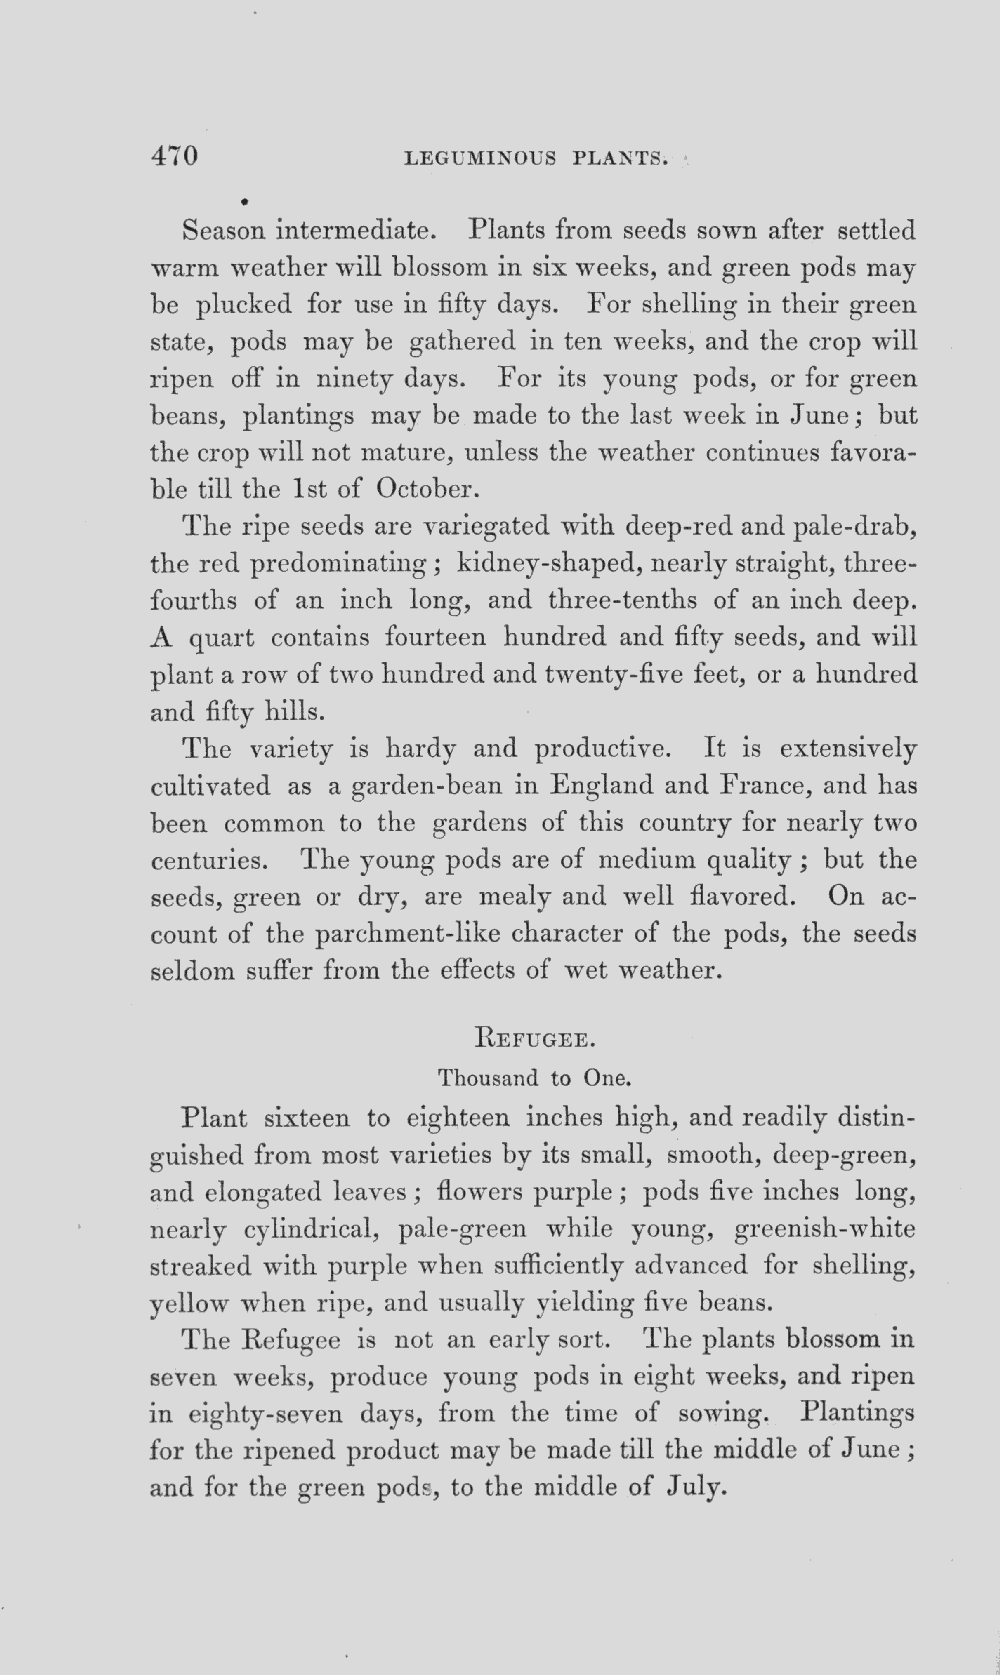 470 LEGUMINOUS PLANTS.
Season intermediate. Plants from seeds sown after settled
warm weather will blossom in six weeks, and green pods may
be plucked for use in fifty days. For shelling in their green
state, pods may be gathered in ten weeks, and the crop will
ripen off in ninety days. For its young pods, or for green
beans, plantings may be made to the last week in June; but
the crop will not mature, unless the weather continues favora-
ble till the 1st of October.
The ripe seeds are variegated with deep-red and pale-drab,
the red predominating; kidney-shaped, nearly straight, three-
fourths of an inch long, and three-tenths of an inch deep.
A quart contains fourteen hundred and fifty seeds, and will
plant a row of two hundred and twenty-five feet, or a hundred
and fifty hills.
The variety is hardy and productive. It is extensively
cultivated as a garden-bean in England and France, and has
been common to the gardens of this country for nearly two
centuries. The young pods are of medium quality; but the
seeds, green or dry, are mealy and well flavored. On ac-
count of the parchment-like character of the pods, the seeds
seldom suffer from the effects of wet weather.
REFUGEE.
Thousand to One.
Plant sixteen to eighteen inches high, and readily distin-
guished from most varieties by its small, smooth, deep-green,
and elongated leaves; flowers purple; pods five inches long,
nearly cylindrical, pale-green while young, greenish-white
streaked with purple when sufficiently advanced for shelling,
yellow when ripe, and usually yielding five beans.
The Refugee is not an early sort. The plants blossom in
seven weeks, produce young pods in eight weeks, and ripen
in eighty-seven days, from the time of sowing. Plantings
for the ripened product may be made till the middle of June;
and for the green pods, to the middle of July.